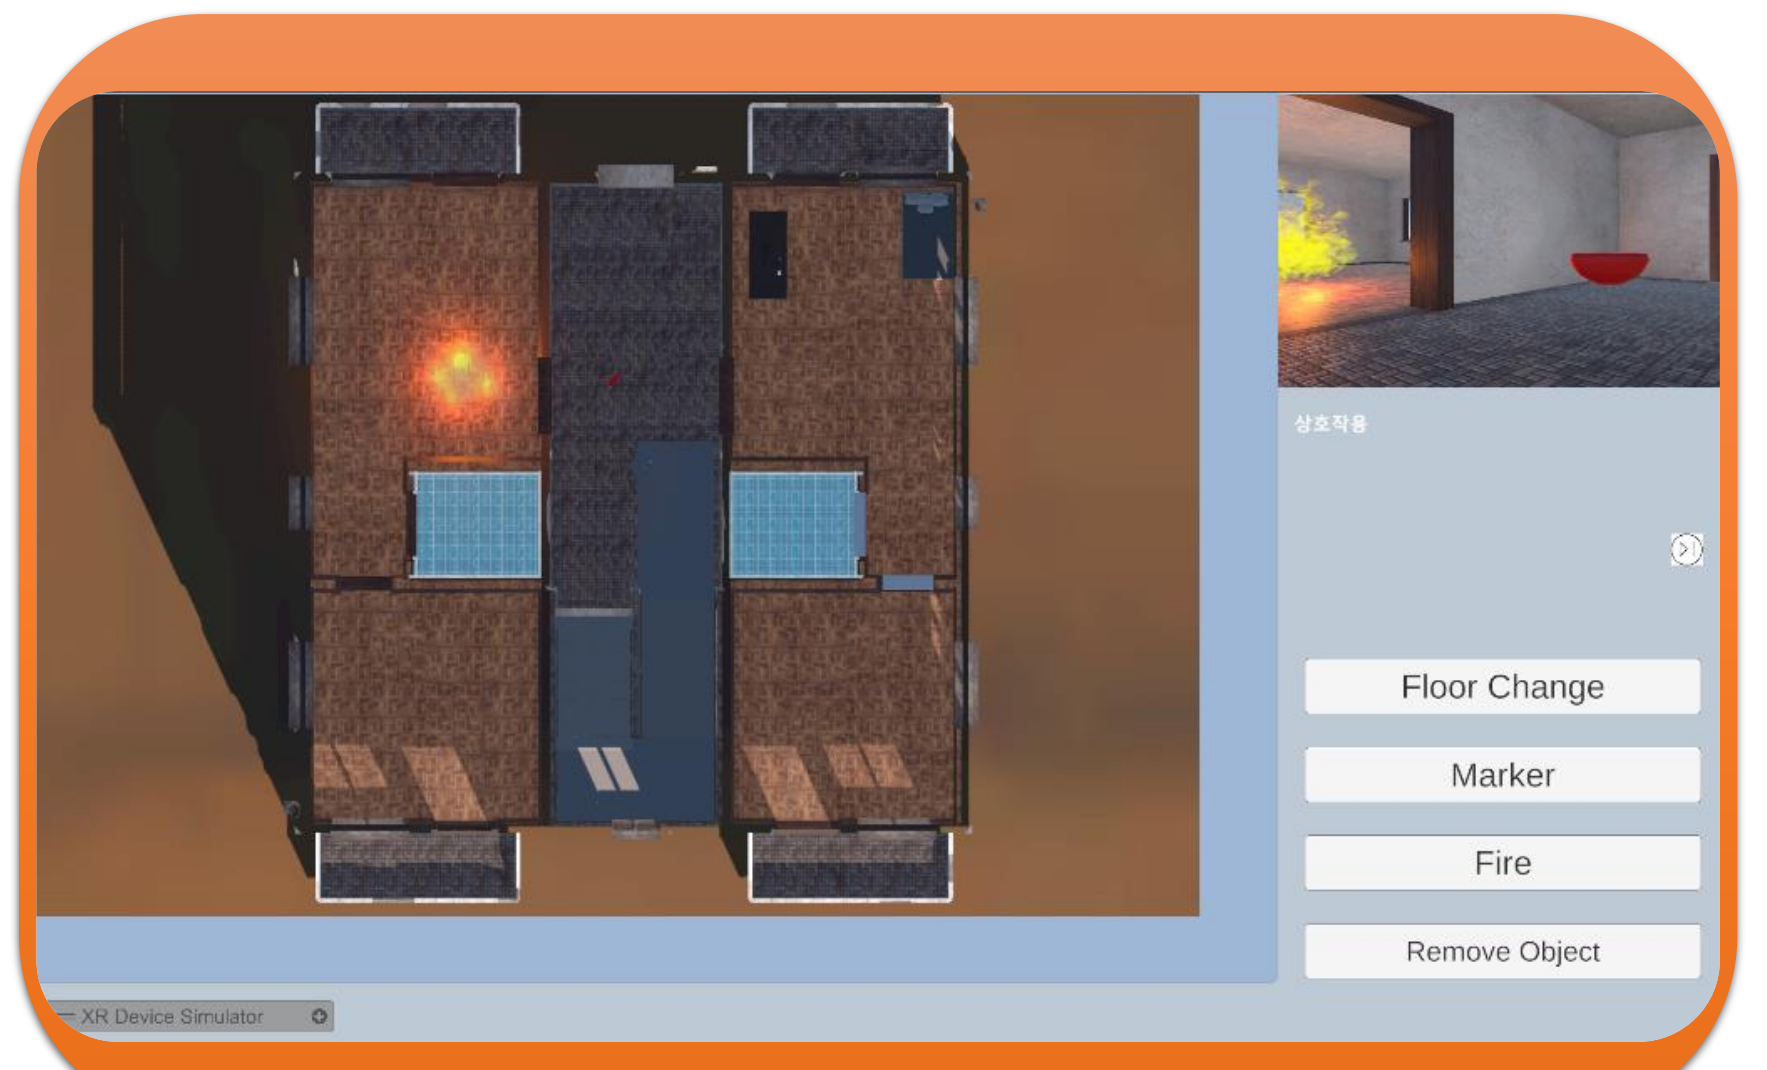 상호작용
Floor Change
Marker
Fire
Remove Object
XR Device Simulator